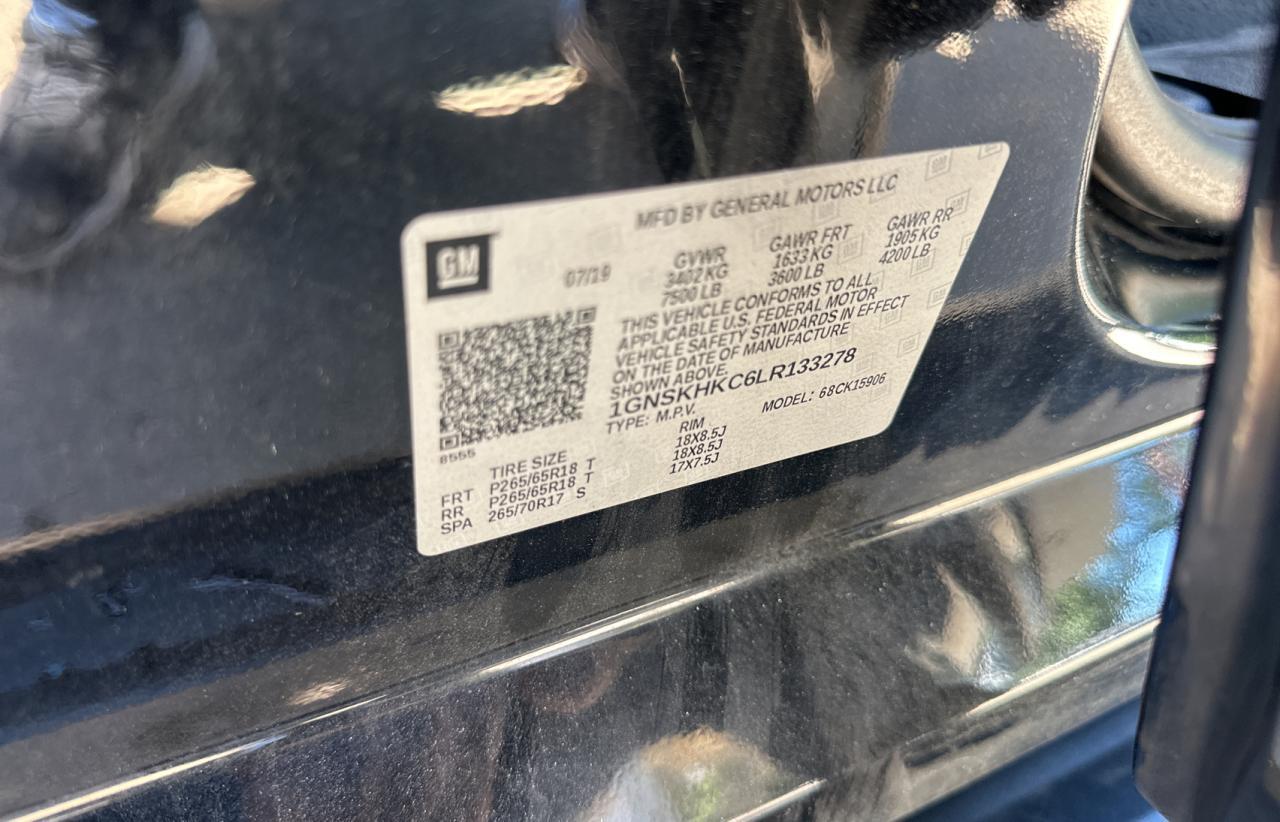 MFD BY GENERAL MOTORS LLC
GM
07/19
GVWR GAWR FRT GAWR RR
3402 KG 1633 KG 1905 KG
7500 LB 3600 LB 4200 LB
THIS VEHICLE CONFORMS TO ALL
APPLICABLE U.S. FEDERAL MOTOR
VEHICLE SAFETY STANDARDS IN EFFECT
ON THE DATE OF MANUFACTURE
SHOWN ABOVE.
1GNSKHKC6LR133278
TYPE: M.P.V. MODEL: 68CK15906
8555
TIRE SIZE RIM
FRT P265/65R18 T 18X8.5J
RR P265/65R18 T 18X8.5J
SPA 265/70R17 S 17X7.5J